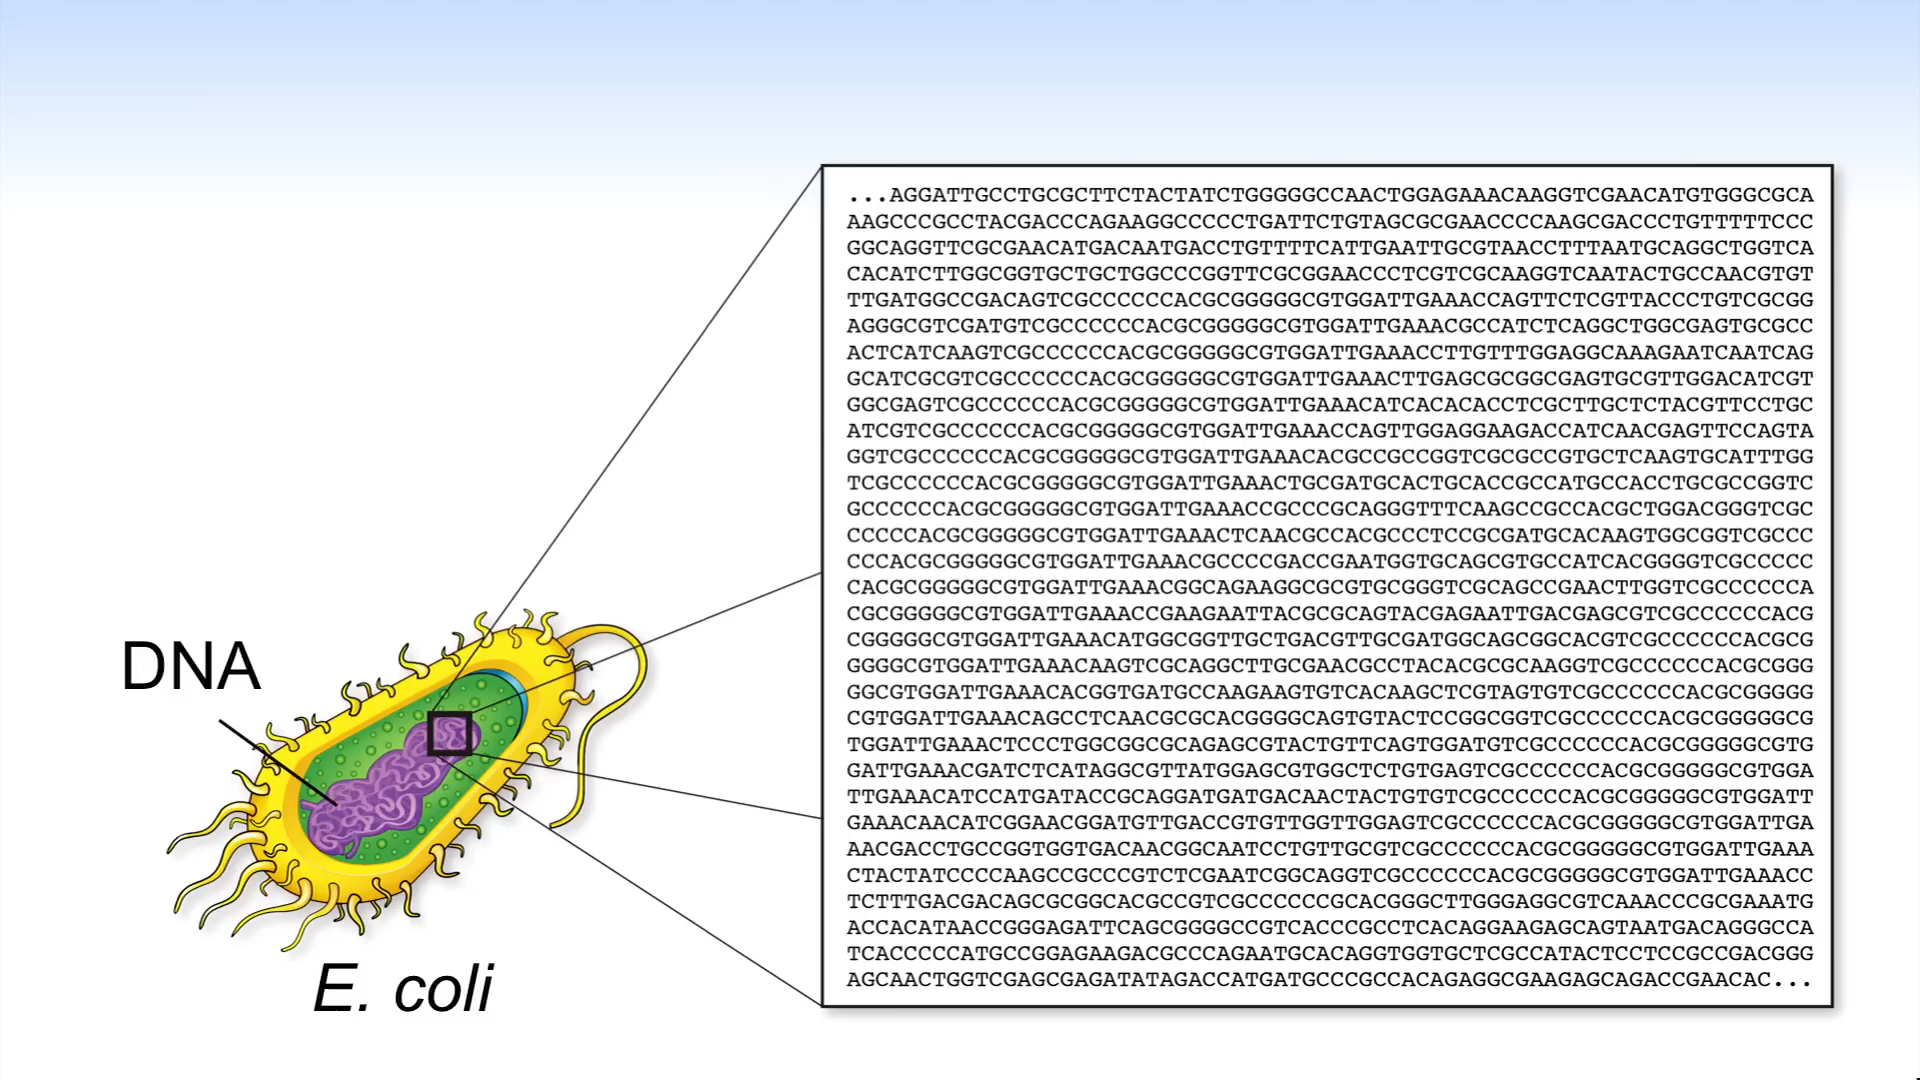 ...AGGATTGCCTGCGCTTCTACTATCTGGGGGCCAACTGGAGAAACAAGGTCGAACATGTGGGCGCA
AAGCCCGCCTACGACCCAGAAGGCCCCCTGATTCTGTAGCGCGAACCCCAAGCGACCCTGTTTTTCCC
GGCAGGTTCGCGAACATGACAATGACCTGTTTTCATTGAATTGCGTAACCTTTAATGCAGGCTGGTCA
CACATCTTGGCGGTGCTGCTGGCCCGGTTCGCGGAACCCTCGTCGCAAGGTCAATACTGCCAACGTGT
TTGATGGCCGACAGTCGCCCCCCACGCGGGGGCGTGGATTGAAACCAGTTCTCGTTACCCTGTCGCGG
AGGGCGTCGATGTCGCCCCCCACGCGGGGGCGTGGATTGAAACGCCATCTCAGGCTGGCGAGTGCGCC
ACTCATCAAGTCGCCCCCCACGCGGGGGCGTGGATTGAAACCTTGTTTGGAGGCAAAGAATCAATCAG
GCATCGCGTCGCCCCCCACGCGGGGGCGTGGATTGAAACTTGAGCGCGGCGAGTGCGTTGGACATCGT
GGCGAGTCGCCCCCCACGCGGGGGCGTGGATTGAAACATCACACACCTCGCTTGCTCTACGTTCCTGC
ATCGTCGCCCCCCACGCGGGGGCGTGGATTGAAACCAGTTGGAGGAAGACCATCAACGAGTTCCAGTA
GGTCGCCCCCCACGCGGGGGCGTGGATTGAAACACGCCGCCGGTCGCGCCGTGCTCAAGTGCATTTGG
TCGCCCCCCACGCGGGGGCGTGGATTGAAACTGCGATGCACTGCACCGCCATGCCACCTGCGCCGGTC
GCCCCCCACGCGGGGGCGTGGATTGAAACCGCCCGCAGGGTTTCAAGCCGCCACGCTGGACGGGTCGC
CCCCCACGCGGGGGCGTGGATTGAAACTCAACGCCACGCCCTCCGCGATGCACAAGTGGCGGTCGCCC
CCCACGCGGGGGCGTGGATTGAAACGCCCCGACCGAATGGTGCAGCGTGCCATCACGGGGTCGCCCCC
CACGCGGGGGCGTGGATTGAAACGGCAGAAGGCGCGTGCGGGTCGCAGCCGAACTTGGTCGCCCCCCA
CGCGGGGGCGTGGATTGAAACCGAAGAATTACGCGCAGTACGAGAATTGACGAGCGTCGCCCCCCACG
CGGGGGCGTGGATTGAAACATGGCGGTTGCTGACGTTGCGATGGCAGCGGCACGTCGCCCCCCACGCG
GGGGCGTGGATTGAAACAAGTCGCAGGCTTGCGAACGCCTACACGCGCAAGGTCGCCCCCCACGCGGG
GGCGTGGATTGAAACACGGTGATGCCAAGAAGTGTCACAAGCTCGTAGTGTCGCCCCCCACGCGGGGG
CGTGGATTGAAACAGCCTCAACGCGCACGGGGCAGTGTACTCCGGCGGTCGCCCCCCACGCGGGGGCG
TGGATTGAAACTCCCTGGCGGCGCAGAGCGTACTGTTCAGTGGATGTCGCCCCCCACGCGGGGGCGTG
GATTGAAACGATCTCATAGGCGTTATGGAGCGTGGCTCTGTGAGTCGCCCCCCACGCGGGGGCGTGGA
TTGAAACATCCATGATACCGCAGGATGATGACAACTACTGTGTCGCCCCCCACGCGGGGGCGTGGATT
GAAACAACATCGGAACGGATGTTGACCGTGTTGGTTGGAGTCGCCCCCCACGCGGGGGCGTGGATTGA
AACGACCTGCCGGTGGTGACAACGGCAATCCTGTTGCGTCGCCCCCCACGCGGGGGCGTGGATTGAAA
CTACTATCCCCAAGCCGCCCGTCTCGAATCGGCAGGTCGCCCCCCACGCGGGGGCGTGGATTGAAACC
TCTTTGACGACAGCGCGGCACGCCGTCGCCCCCCGCACGGGCTTGGGAGGCGTCAAACCCGCGAAATG
ACCACATAACCGGGAGATTCAGCGGGGCCGTCACCCGCCTCACAGGAAGAGCAGTAATGACAGGGCCA
TCACCCCCATGCCGGAGAAGACGCCCAGAATGCACAGGTGGTGCTCGCCATACTCCTCCGCCGACGGG
AGCAACTGGTCGAGCGAGATATAGACCATGATGCCCGCCACAGAGGCGAAGAGCAGACCGAACAC...
DNA
E. coli